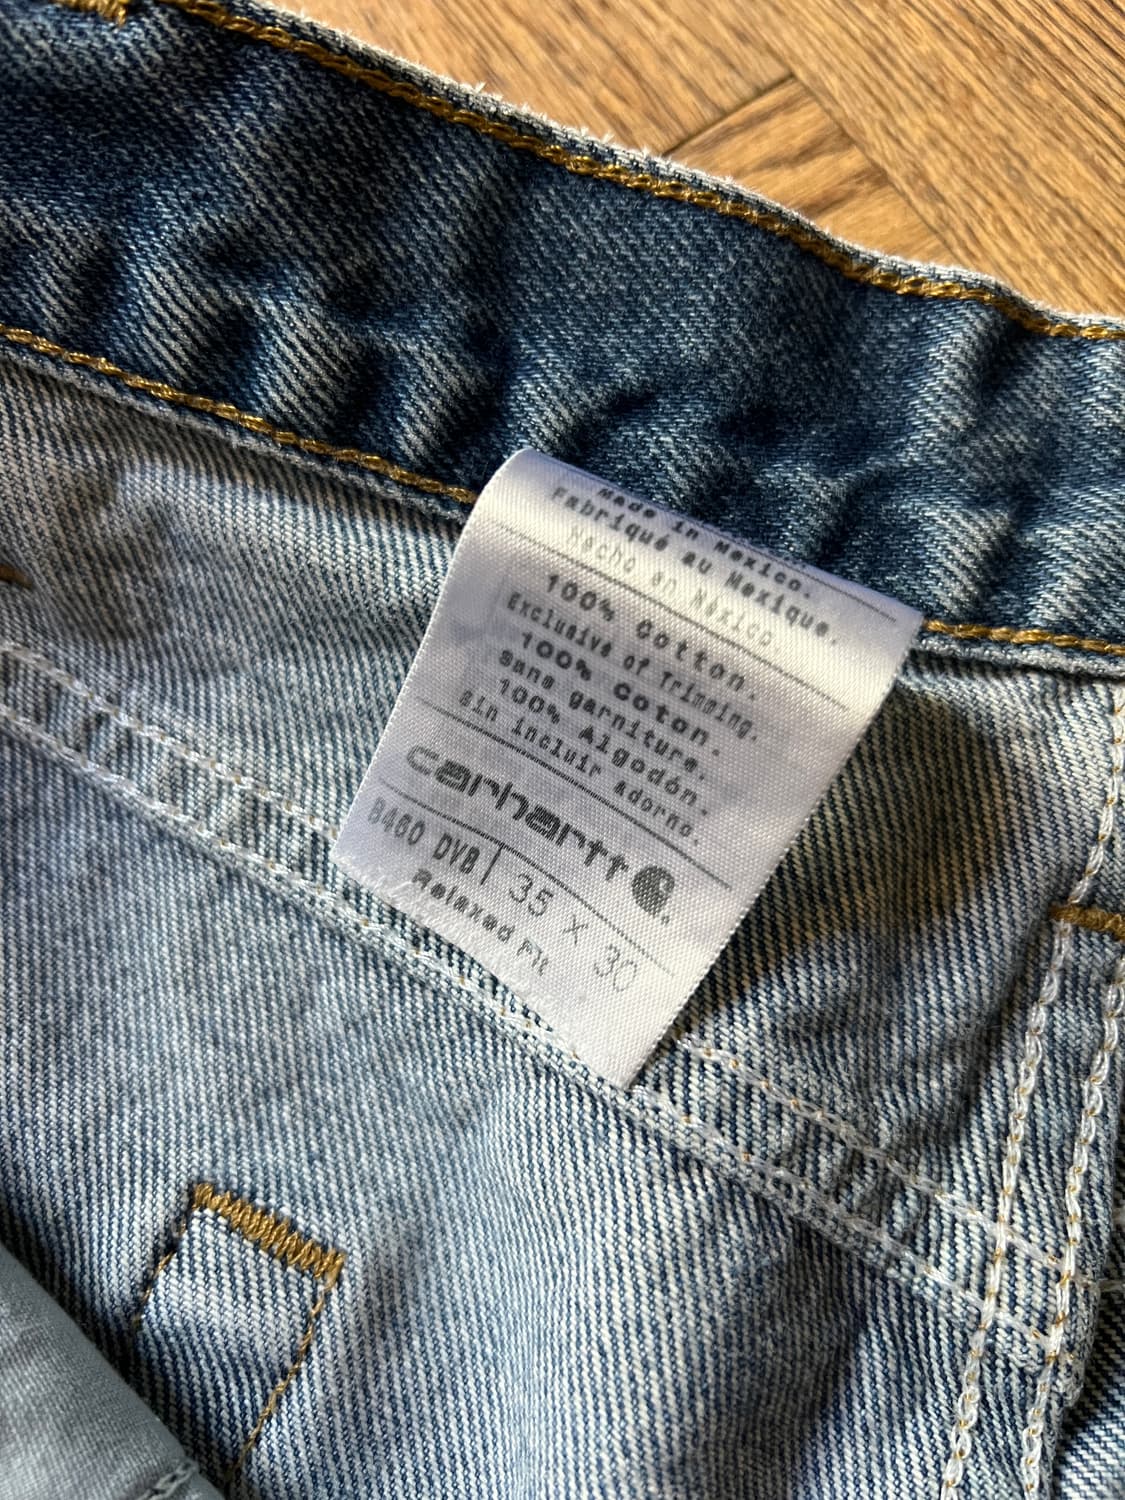 Made in Mexico.
Fabriqué au Mexique.
Hecho en México.
100% Cotton.
Exclusive of Trimming.
100% Coton.
sans garniture.
100% Algodón.
sin incluir adorno.
carhartt
B460 DVB 35 x 30
Relaxed Fit